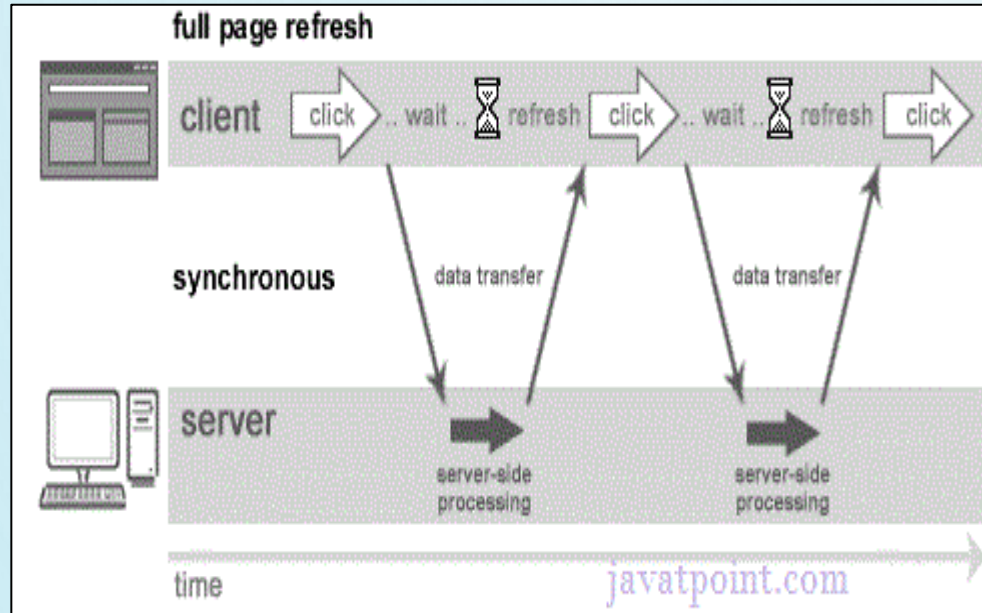 full page refresh
client click .. wait .. refresh click .. wait .. refresh click
synchronous data transfer data transfer
server
server-side processing server-side processing
time
javatpoint.com